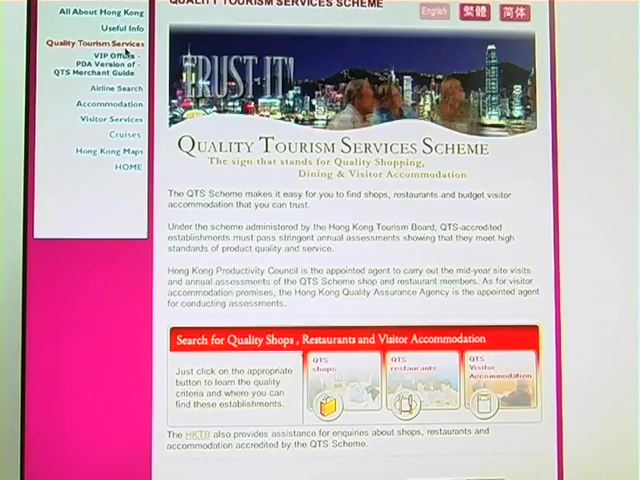 All About Hong Kong
Useful Info
Quality Tourism Services
VIP Offers -
PDA Version of -
QTS Merchant Guide
Airline Search
Accommodation
Visitor Services
Cruises
Hong Kong Maps
HOME
QUALITY TOURISM SERVICES SCHEME
English 繁體 简体
TRUST IT!
QUALITY TOURISM SERVICES SCHEME
The sign that stands for Quality Shopping,
Dining & Visitor Accommodation
The QTS Scheme makes it easy for you to find shops, restaurants and budget visitor
accommodation that you can trust.
Under the scheme administered by the Hong Kong Tourism Board, QTS-accredited
establishments must pass stringent annual assessments showing that they meet high
standards of product quality and service.
Hong Kong Productivity Council is the appointed agent to carry out the mid-year site visits
and annual assessments of the QTS Scheme shop and restaurant members. As for visitor
accommodation premises, the Hong Kong Quality Assurance Agency is the appointed agent
for conducting assessments.
Search for Quality Shops , Restaurants and Visitor Accommodation
Just click on the appropriate
button to learn the quality
criteria and where you can
find these establishments.
QTS
shops
QTS
restaurants
QTS
Visitor
Accommodation
The HKTB also provides assistance for enquiries about shops, restaurants and
accommodation accredited by the QTS Scheme.